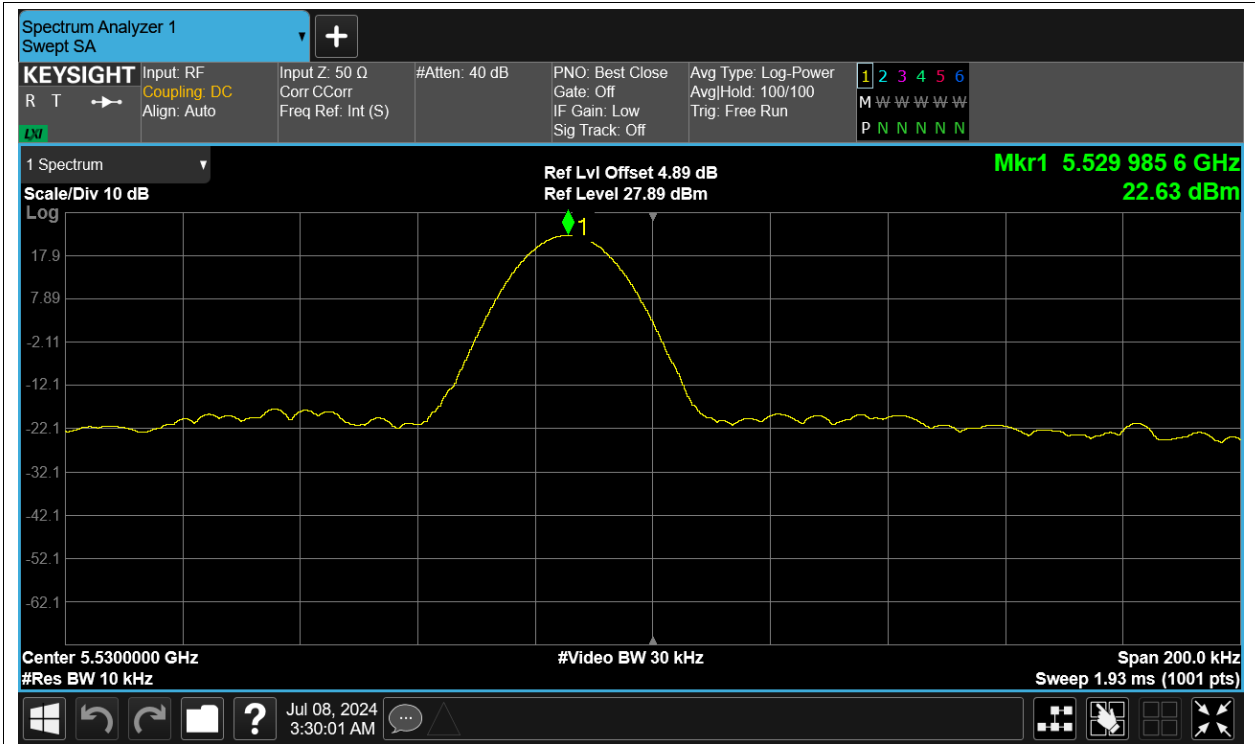 Spectrum Analyzer 1
Swept SA
KEYSIGHT
R T
LXI
Input: RF
Coupling: DC
Align: Auto
Input Z: 50 Ω
Corr CCorr
Freq Ref: Int (S)
#Atten: 40 dB
PNO: Best Close
Gate: Off
IF Gain: Low
Sig Track: Off
Avg Type: Log-Power
Avg|Hold: 100/100
Trig: Free Run
1 2 3 4 5 6
M W W W W W
P N N N N N
1 Spectrum
Scale/Div 10 dB
Log
Ref Lvl Offset 4.89 dB
Ref Level 27.89 dBm
Mkr1 5.529 985 6 GHz
22.63 dBm
1
17.9
7.89
-2.11
-12.1
-22.1
-32.1
-42.1
-52.1
-62.1
Center 5.5300000 GHz
#Video BW 30 kHz
Span 200.0 kHz
#Res BW 10 kHz
Sweep 1.93 ms (1001 pts)
?
Jul 08, 2024
3:30:01 AM